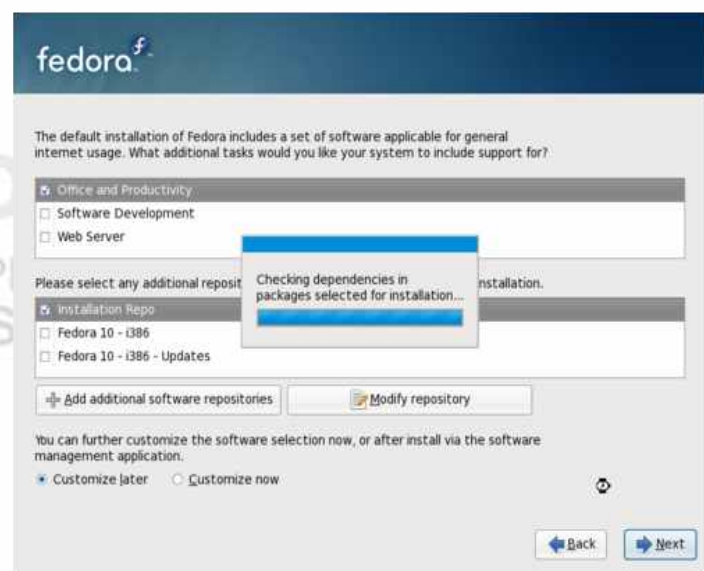 fedora
The default installation of Fedora includes a set of software applicable for general
internet usage. What additional tasks would you like your system to include support for?
Office and Productivity
Software Development
Web Server
Checking dependencies in
packages selected for installation...
Please select any additional reposit nstallation.
Installation Repo
Fedora 10 - i386
Fedora 10 - i386 - Updates
Add additional software repositories
Modify repository
You can further customize the software selection now, or after install via the software
management application.
Customize later
Customize now
Back
Next